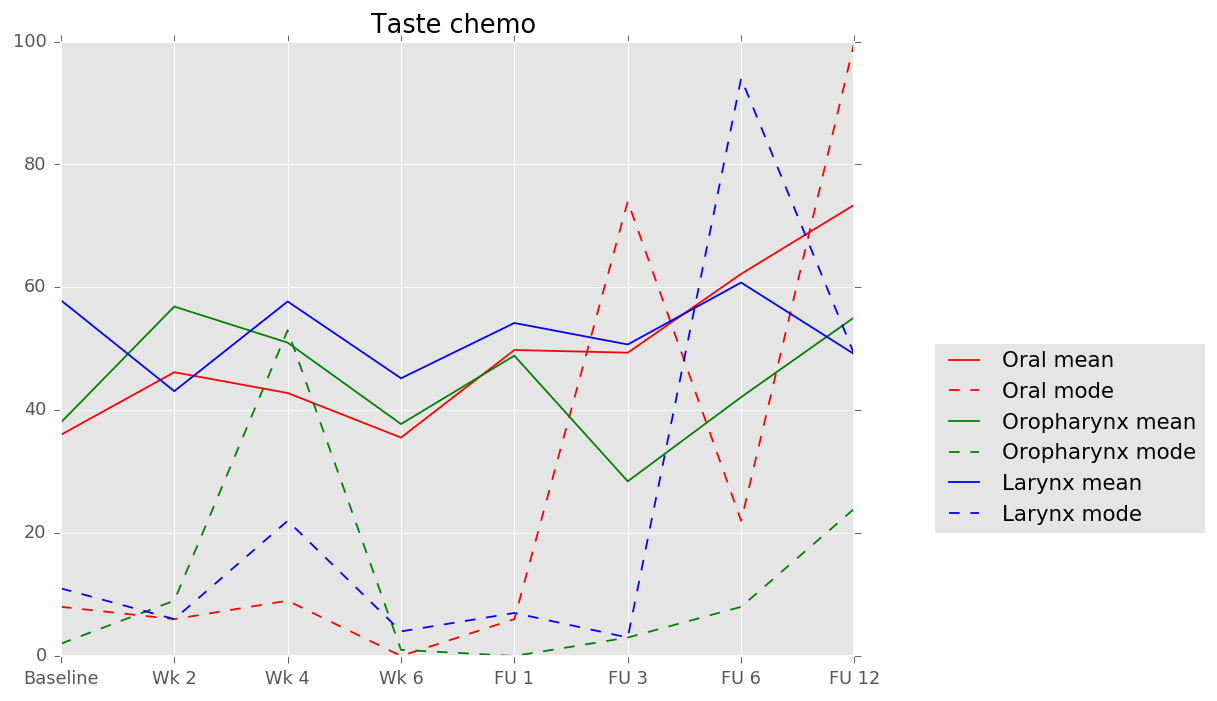 Taste chemo
100
80
60
40
20
0
Baseline Wk 2 Wk 4 Wk 6 FU 1 FU 3 FU 6 FU 12
Oral mean
Oral mode
Oropharynx mean
Oropharynx mode
Larynx mean
Larynx mode